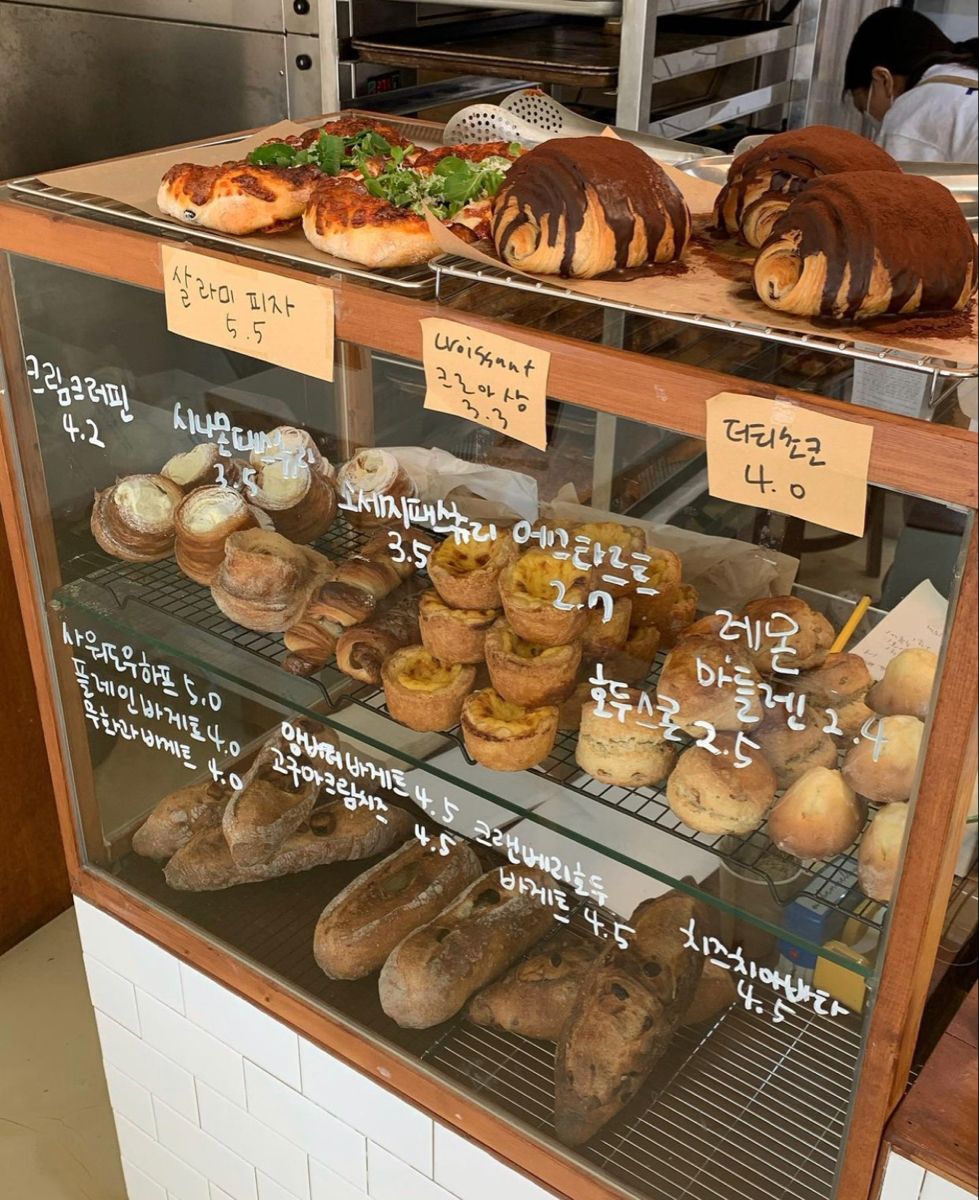 살라미 피자
5.5
croissant
크로아상
3.3
더티쵸코
4.0
크림크러핀
4.2
시나몬패스츄리
3.5
소세지패스츄리
3.5
에그타르트
2.7
레몬
마들렌 2.4
호두스콘
2.5
사워도우하프 5.0
플레인바게트 4.0
무화과바게트 4.0
앙버터바게트 4.5
고구마크림치즈
4.5
크랜베리호두
바게트 4.5
치즈치아바타
4.5